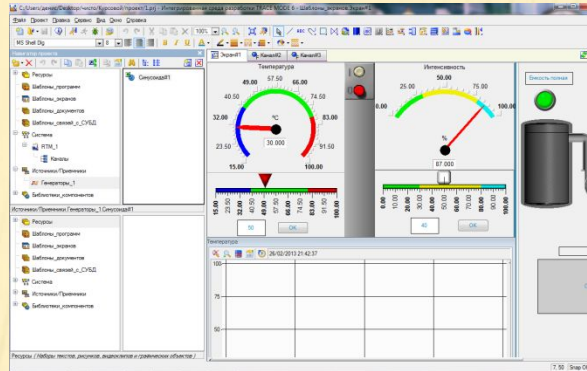 C:/Users/денис/Desktop/чисто/Курсовой/проект 1.prj - Интегрированная среда разработки TRACE MODE 6 - Шаблоны_экранов.Экран#1
Файл Проект Правка Сервис Вид Окно Справка
100%
MS Shell Dlg 8
Навигатор проекта
Ресурсы
Шаблоны_программ
Шаблоны_экранов
Шаблоны_документов
Шаблоны_связей_с_СУБД
Система
RTM_1
Каналы
Источники/Приемники
Генераторы_1
Библиотеки_компонентов
Синусоида#1
Источники/Приемники.Генераторы_1.Синусоида#1
Ресурсы
Шаблоны_программ
Шаблоны_экранов
Шаблоны_документов
Шаблоны_связей_с_СУБД
Система
Источники/Приемники
Библиотеки_компонентов
Ресурсы / Наборы текстов, рисунков, видеоклипов и графических объектов /
Экран#1 Канал#2 Канал#3
Температура
15.00 23.50 32.00 40.50 49.00 57.50 66.00 74.50 83.00 91.50 100.00
°C
30.000
15.00 23.50 32.00 40.50 49.00 57.50 66.00 74.50 83.00 91.50 100.00
50 OK
Интенсивность
0.00 25.00 50.00 75.00 100.00
%
87.000
0.00 10.00 20.00 30.00 40.00 50.00 60.00 70.00 80.00 90.00 100.00
40 OK
Емкость полная
Температура
26/02/2013 21:42:37
100
75
50
7.50 Snap